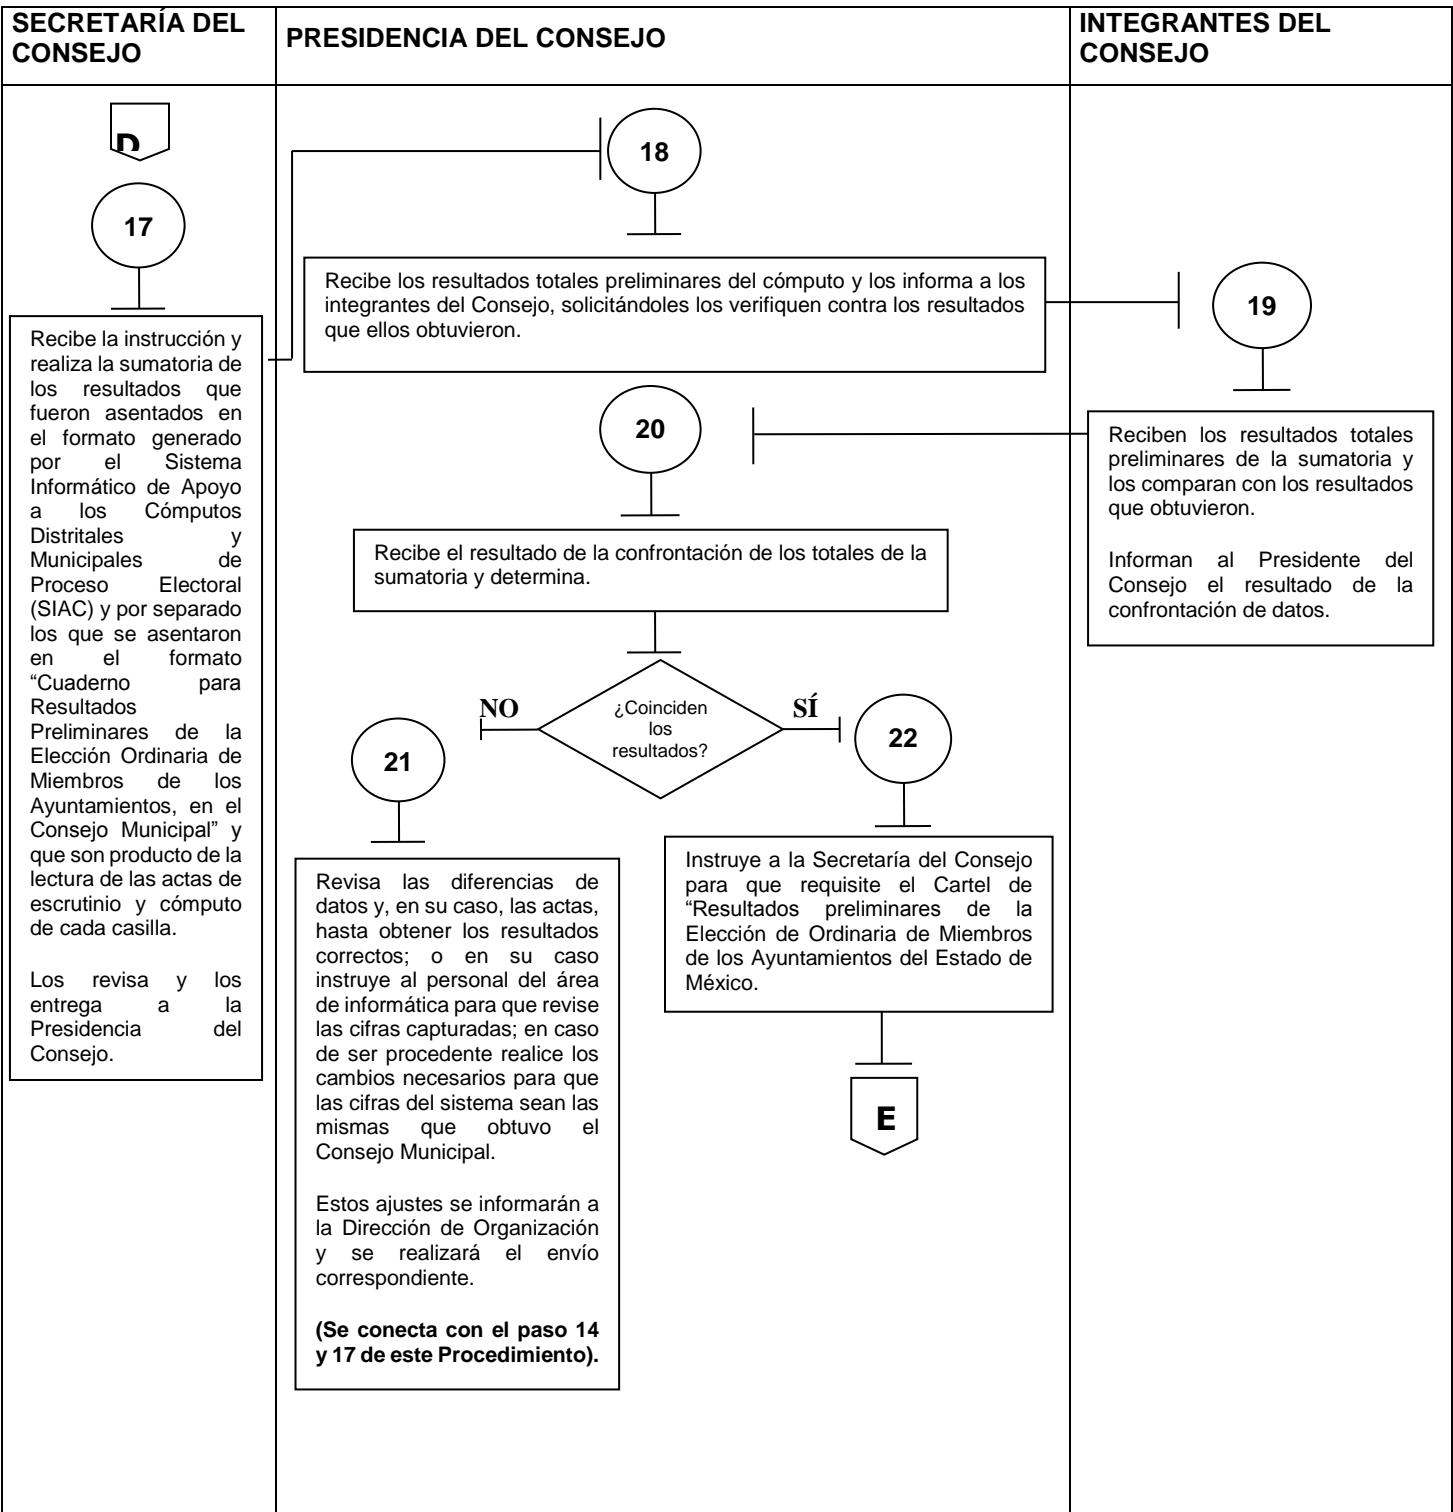 SECRETARÍA DEL
CONSEJO
PRESIDENCIA DEL CONSEJO
INTEGRANTES DEL
CONSEJO
D
17
Recibe la instrucción y
realiza la sumatoria de
los resultados que
fueron asentados en
el formato generado
por el Sistema
Informático de Apoyo
a los Cómputos
Distritales y
Municipales de
Proceso Electoral
(SIAC) y por separado
los que se asentaron
en el formato
“Cuaderno para
Resultados
Preliminares de la
Elección Ordinaria de
Miembros de los
Ayuntamientos, en el
Consejo Municipal” y
que son producto de la
lectura de las actas de
escrutinio y cómputo
de cada casilla.
Los revisa y los
entrega a la
Presidencia del
Consejo.
18
Recibe los resultados totales preliminares del cómputo y los informa a los
integrantes del Consejo, solicitándoles los verifiquen contra los resultados
que ellos obtuvieron.
19
Reciben los resultados totales
preliminares de la sumatoria y
los comparan con los resultados
que obtuvieron.
Informan al Presidente del
Consejo el resultado de la
confrontación de datos.
20
Recibe el resultado de la confrontación de los totales de la
sumatoria y determina.
¿Coinciden
los
resultados?
NO
SÍ
21
Revisa las diferencias de
datos y, en su caso, las actas,
hasta obtener los resultados
correctos; o en su caso
instruye al personal del área
de informática para que revise
las cifras capturadas; en caso
de ser procedente realice los
cambios necesarios para que
las cifras del sistema sean las
mismas que obtuvo el
Consejo Municipal.
Estos ajustes se informarán a
la Dirección de Organización
y se realizará el envío
correspondiente.
(Se conecta con el paso 14
y 17 de este Procedimiento).
22
Instruye a la Secretaría del Consejo
para que requisite el Cartel de
“Resultados preliminares de la
Elección de Ordinaria de Miembros
de los Ayuntamientos del Estado de
México.
E